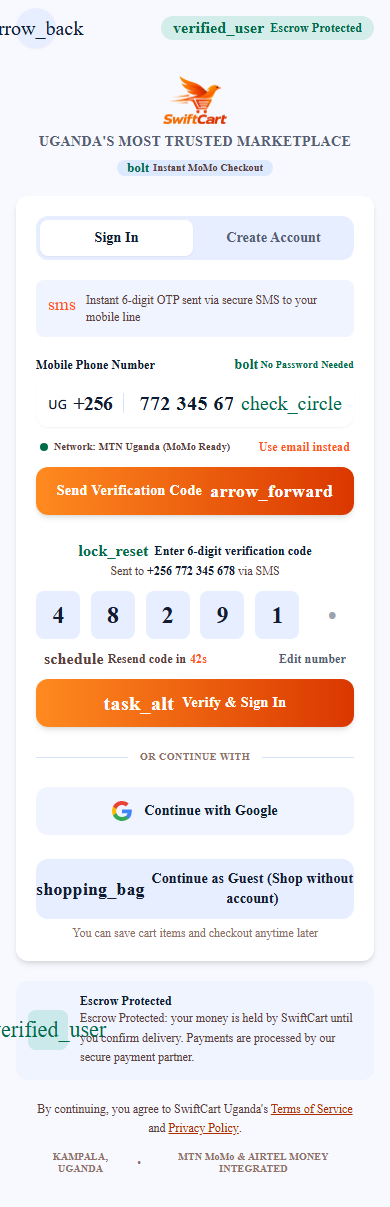 rrow_back
verified_user Escrow Protected
SwiftCart
UGANDA'S MOST TRUSTED MARKETPLACE
bolt Instant MoMo Checkout
Sign In
Create Account
sms Instant 6-digit OTP sent via secure SMS to your
mobile line
Mobile Phone Number
bolt No Password Needed
UG +256 772 345 67 check_circle
Network: MTN Uganda (MoMo Ready)
Use email instead
Send Verification Code arrow_forward
lock_reset Enter 6-digit verification code
Sent to +256 772 345 678 via SMS
4 8 2 9 1 •
schedule Resend code in 42s
Edit number
task_alt Verify & Sign In
OR CONTINUE WITH
Continue with Google
shopping_bag Continue as Guest (Shop without
account)
You can save cart items and checkout anytime later
Escrow Protected
verified_user
Escrow Protected: your money is held by SwiftCart until
you confirm delivery. Payments are processed by our
secure payment partner.
By continuing, you agree to SwiftCart Uganda's Terms of Service
and Privacy Policy.
KAMPALA,
UGANDA
•
MTN MoMo & AIRTEL MONEY
INTEGRATED